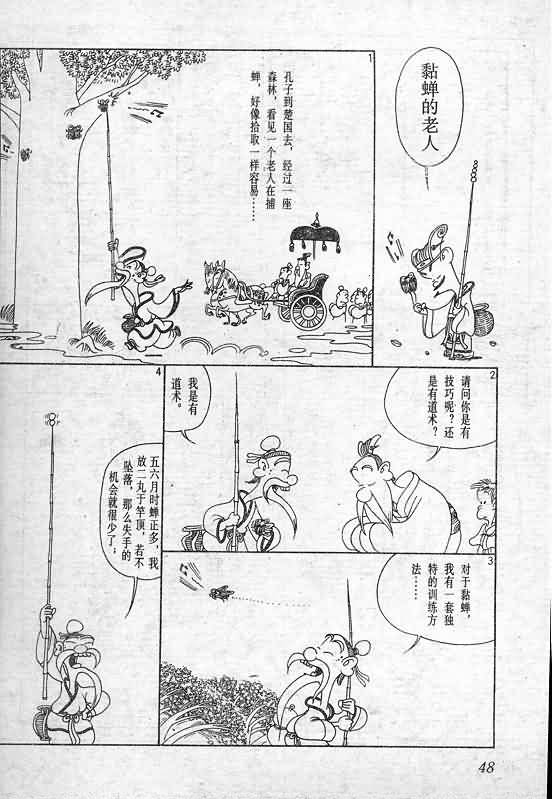 黏蝉的老人
1
孔子到楚国去，经过一座
森林，看见一个老人在捕
蝉，好像拾取一样容易……
2
请问你是有
技巧呢？还
是有道术？
我是有
道术。
3
对于黏蝉，
我有一套独
特的训练方
法……
4
五六月时蝉正多，我
放二丸于竿顶，若不
坠落，那么失手的
机会就很少了；
48